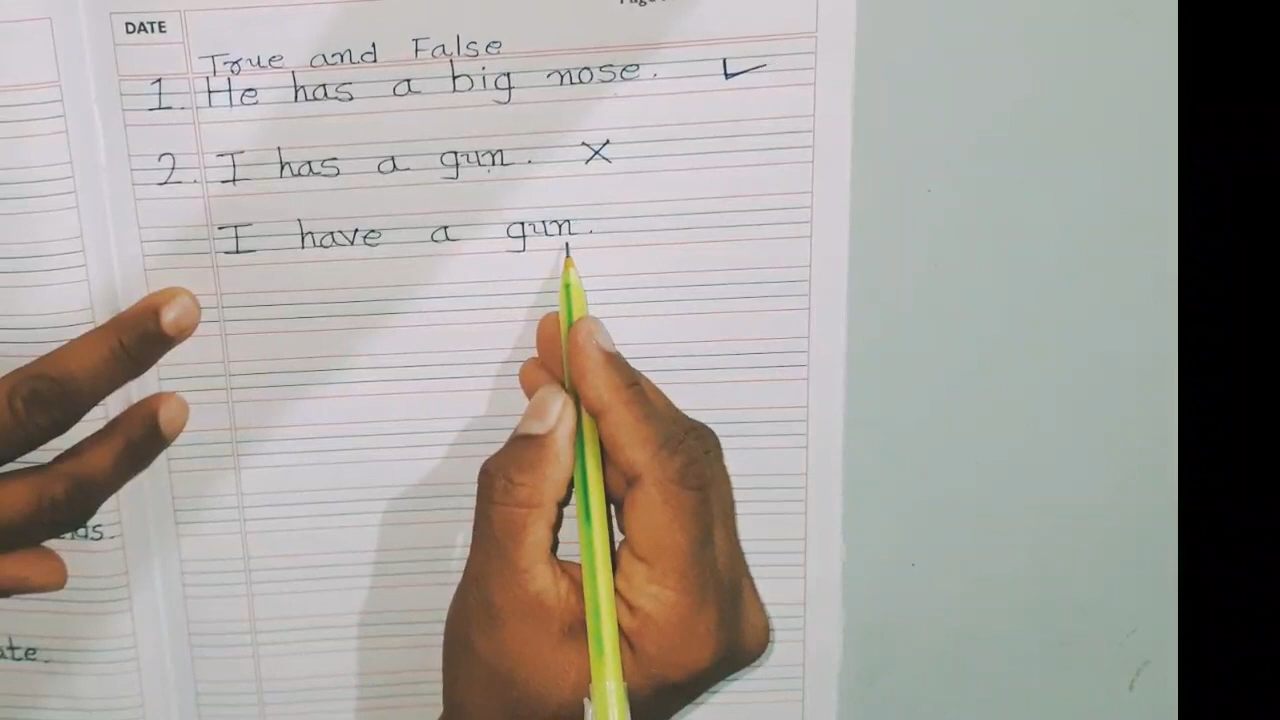 DATE
True and False
1. He has a big nose. ✓
2. I has a gun. ✗
I have a gun.